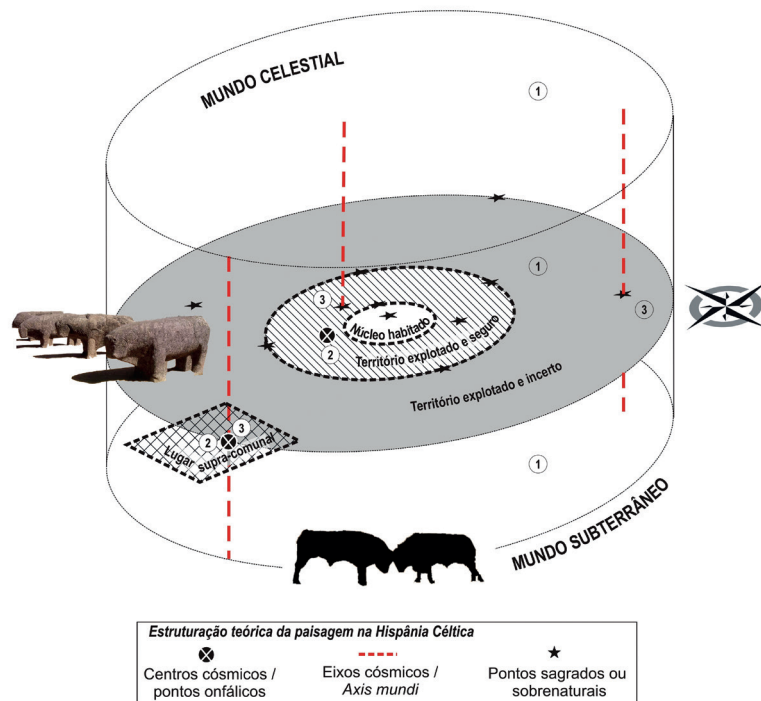 MUNDO CELESTIAL
1
3
1
3
Núcleo habitado
2
Território explotado e seguro
Território explotado e incerto
2
3
Lugar supra-comunal
1
MUNDO SUBTERRÂNEO
Estruturação teórica da paisagem na Hispânia Céltica
Centros cósmicos /
pontos onfálicos
Eixos cósmicos /
Axis mundi
Pontos sagrados ou
sobrenaturais